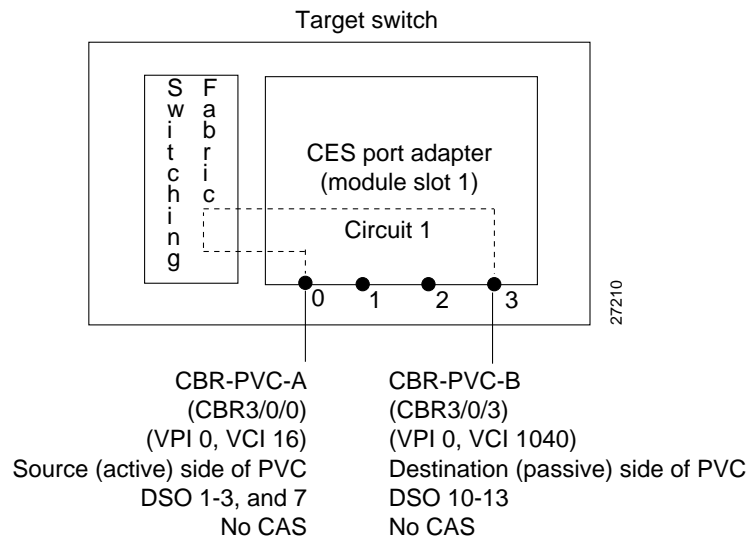 Target switch
Switching
Fabric
CES port adapter
(module slot 1)
Circuit 1
0
1
2
3
27210
CBR-PVC-A
(CBR3/0/0)
(VPI 0, VCI 16)
Source (active) side of PVC
DSO 1-3, and 7
No CAS
CBR-PVC-B
(CBR3/0/3)
(VPI 0, VCI 1040)
Destination (passive) side of PVC
DSO 10-13
No CAS